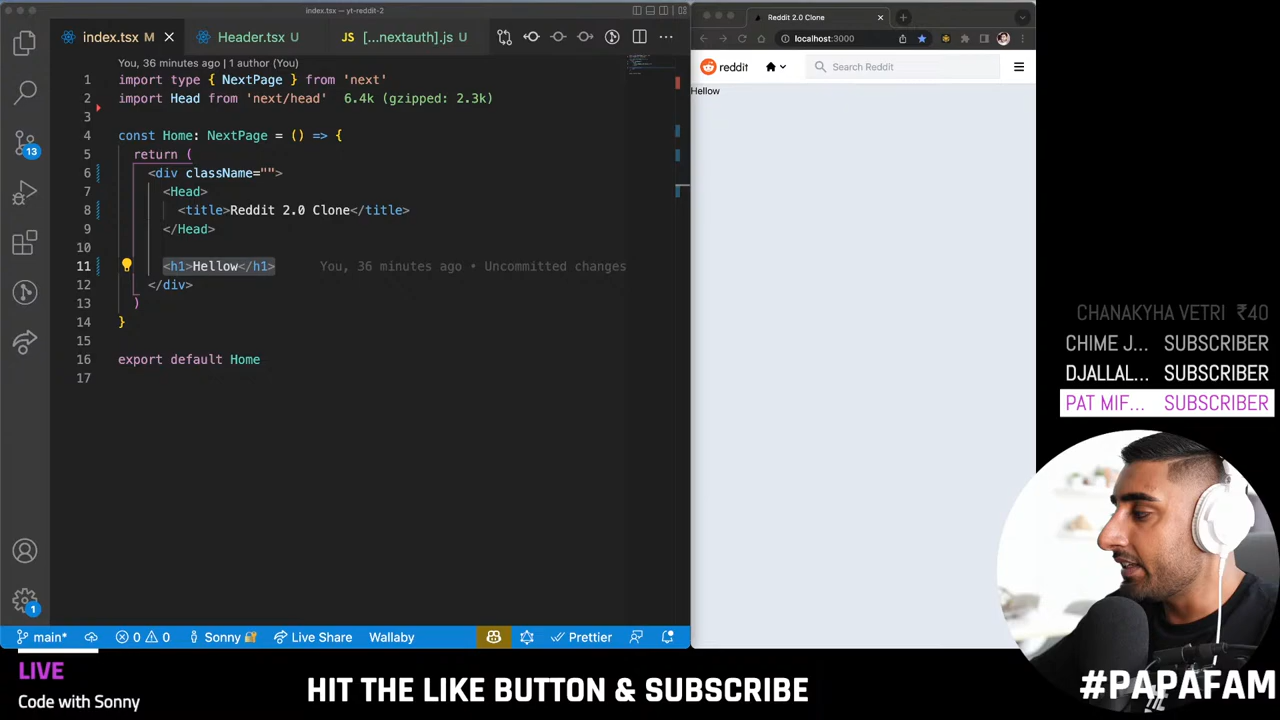 index.tsx — yt-reddit-2
index.tsx M
Header.tsx U
[...nextauth].js U
You, 36 minutes ago | 1 author (You)
1 import type { NextPage } from 'next'
2 import Head from 'next/head' 6.4k (gzipped: 2.3k)
3
4 const Home: NextPage = () => {
5 return (
6 <div className="">
7 <Head>
8 <title>Reddit 2.0 Clone</title>
9 </Head>
10
11 <h1>Hellow</h1> You, 36 minutes ago • Uncommitted changes
12 </div>
13 )
14 }
15
16 export default Home
17
13
1
main*
0 0
Sonny
Live Share
Wallaby
Prettier
Reddit 2.0 Clone
localhost:3000
reddit
Search Reddit
Hellow
CHANAKYHA VETRI ₹40
CHIME J... SUBSCRIBER
DJALLAL... SUBSCRIBER
PAT MIF... SUBSCRIBER
LIVE
Code with Sonny
HIT THE LIKE BUTTON & SUBSCRIBE
#PAPAFAM